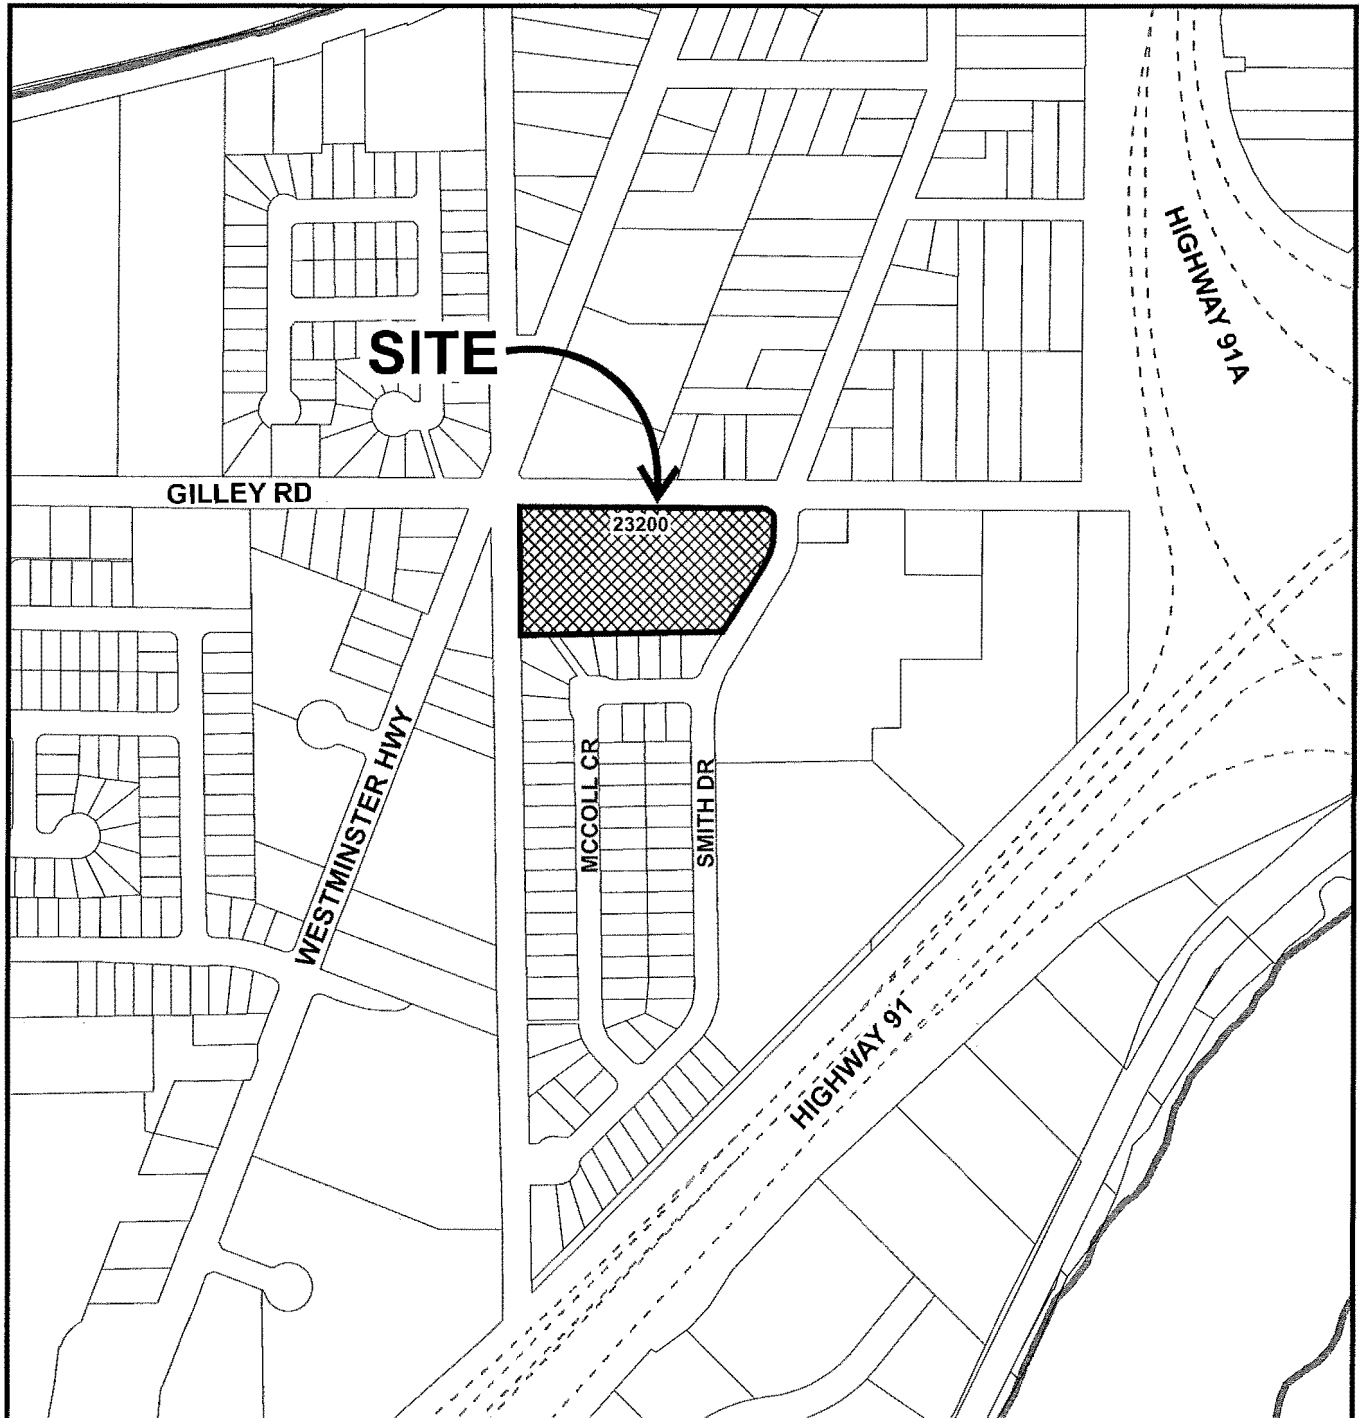 HIGHWAY 91A
SITE
GILLEY RD
23200
WESTMINSTER HWY
MCCOLL CR
SMITH DR
HIGHWAY 91